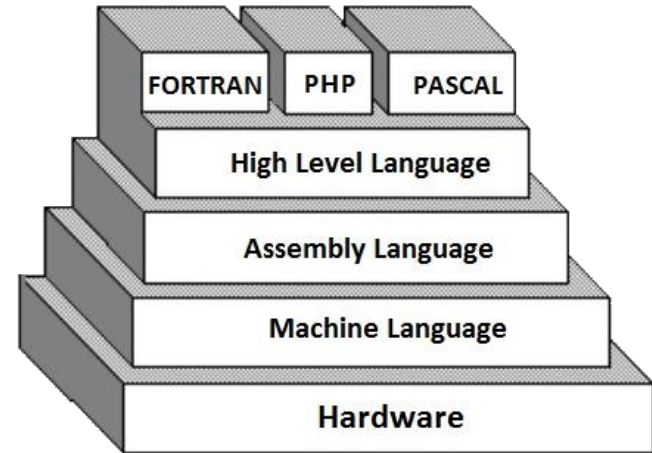 FORTRAN PHP PASCAL
High Level Language
Assembly Language
Machine Language
Hardware